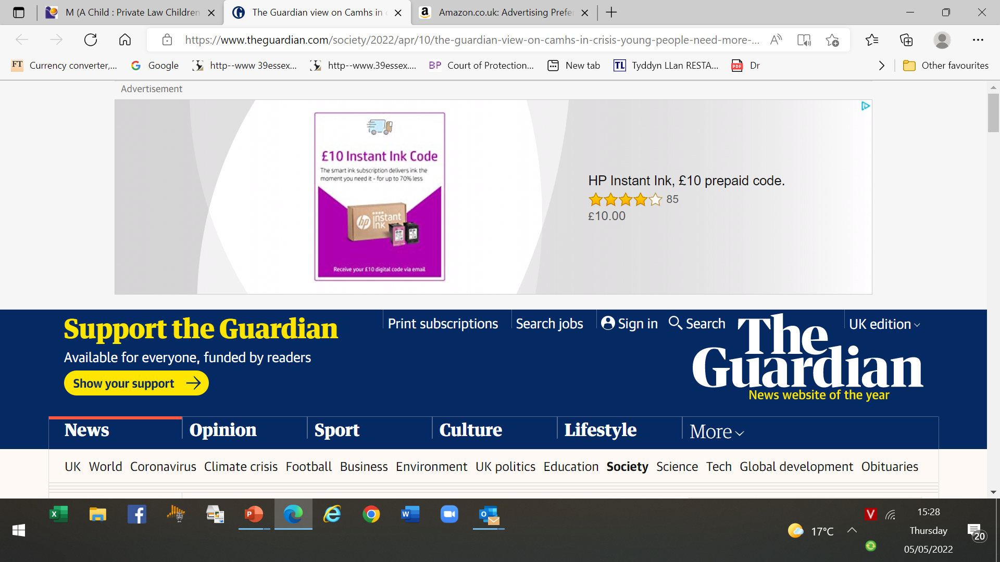 M (A Child : Private Law Children
The Guardian view on Camhs in c
Amazon.co.uk: Advertising Prefer
https://www.theguardian.com/society/2022/apr/10/the-guardian-view-on-camhs-in-crisis-young-people-need-more-...
FT Currency converter,...
Google
http--www 39essex...
http--www.39essex....
BP Court of Protection...
New tab
TL Tyddyn LLan RESTA...
PDF Dr
Other favourites
Advertisement
£10 Instant Ink Code
The smart ink subscription delivers ink the
moment you need it - for up to 70% less
hp instant ink
Receive your £10 digital code via email
HP Instant Ink, £10 prepaid code.
85
£10.00
Support the Guardian
Available for everyone, funded by readers
Show your support
Print subscriptions
Search jobs
Sign in
Search
UK edition
The
Guardian
News website of the year
News
Opinion
Sport
Culture
Lifestyle
More
UK World Coronavirus Climate crisis Football Business Environment UK politics Education Society Science Tech Global development Obituaries
17°C
15:28
Thursday
05/05/2022
20